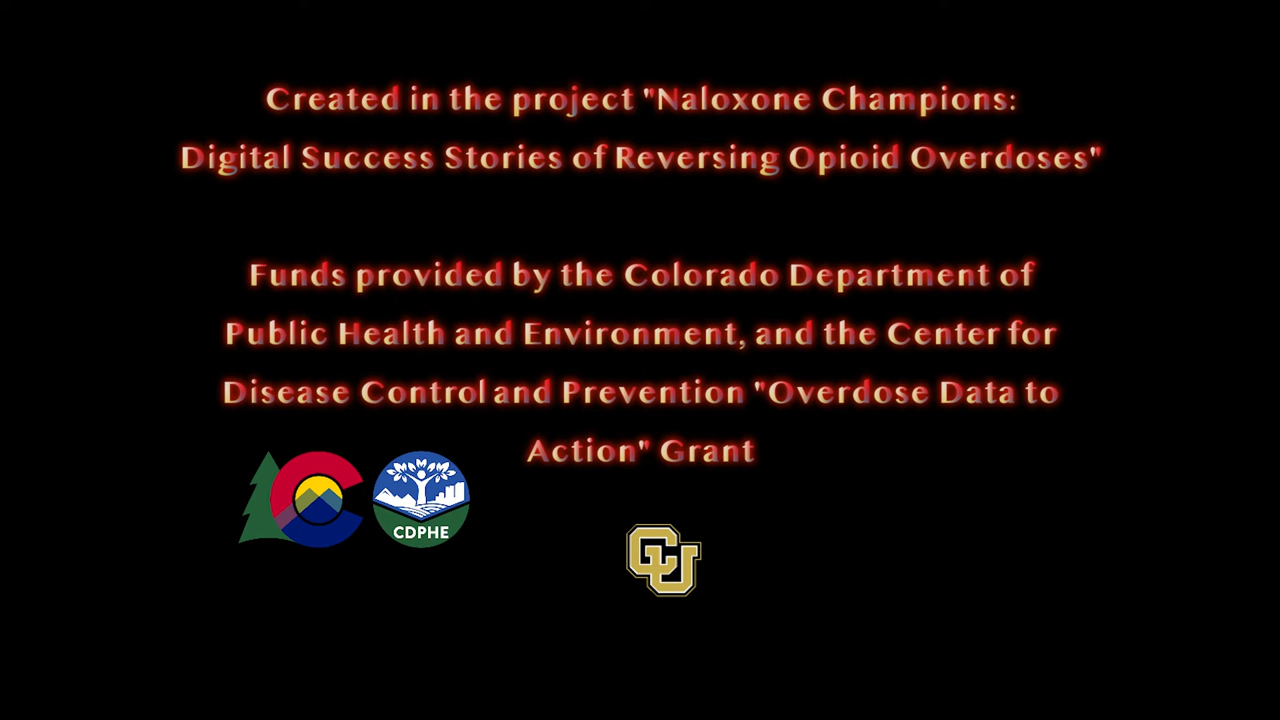 Created in the project "Naloxone Champions:
Digital Success Stories of Reversing Opioid Overdoses"
Funds provided by the Colorado Department of
Public Health and Environment, and the Center for
Disease Control and Prevention "Overdose Data to
Action" Grant
CDPHE
CU